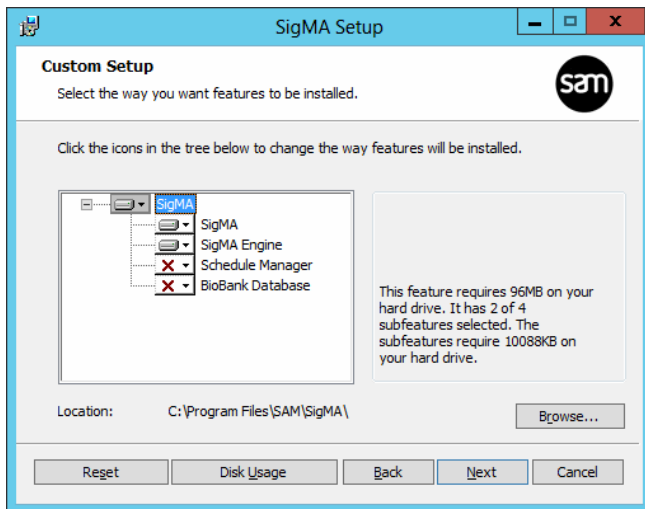 SigMA Setup
Custom Setup
Select the way you want features to be installed.
sam
Click the icons in the tree below to change the way features will be installed.
SigMA
SigMA
SigMA Engine
Schedule Manager
BioBank Database
This feature requires 96MB on your
hard drive. It has 2 of 4
subfeatures selected. The
subfeatures require 10088KB on
your hard drive.
Location: C:\Program Files\SAM\SigMA\
Browse...
Reset Disk Usage Back Next Cancel